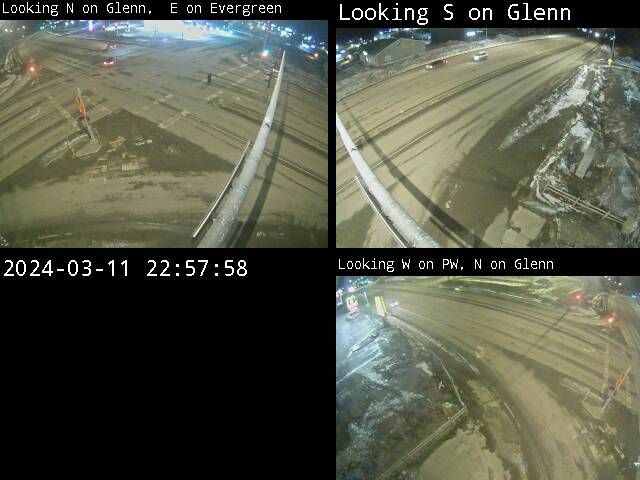 Looking N on Glenn,  E on Evergreen
Looking S on Glenn
2024-03-11 22:57:58
Looking W on PW, N on Glenn